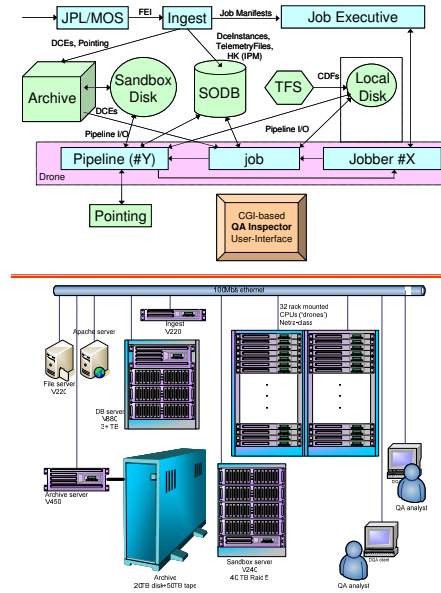 JPL/MOS
FEI
Ingest
Job Manifests
Job Executive
DCEs, Pointing
DceInstances,
TelemetryFiles,
HK (IPM)
Sandbox
Disk
SODB
TFS
CDFs
Local
Disk
Archive
DCEs
Pipeline I/O
Pipeline I/O
Pipeline (#Y)
job
Jobber #X
Drone
Pointing
CGI-based
QA Inspector
User-Interface
100Mb/s ethernet
Ingest
V220
32 rack mounted
CPUs ("drones")
Netra-class
Apache server
File server
V220
DB server
V880
3+ TB
Archive server
V450
QA analyst
Sandbox server
V240
40 TB Raid 5
Archive
20TB disk+50TB tape
DQA client
QA analyst